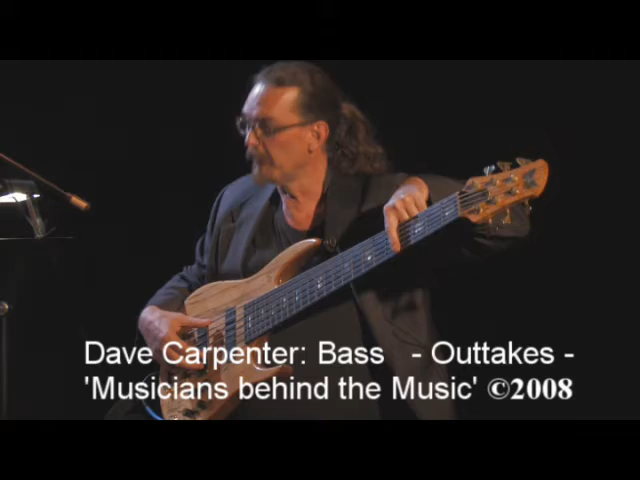 Dave Carpenter: Bass - Outtakes -
'Musicians behind the Music' ©2008